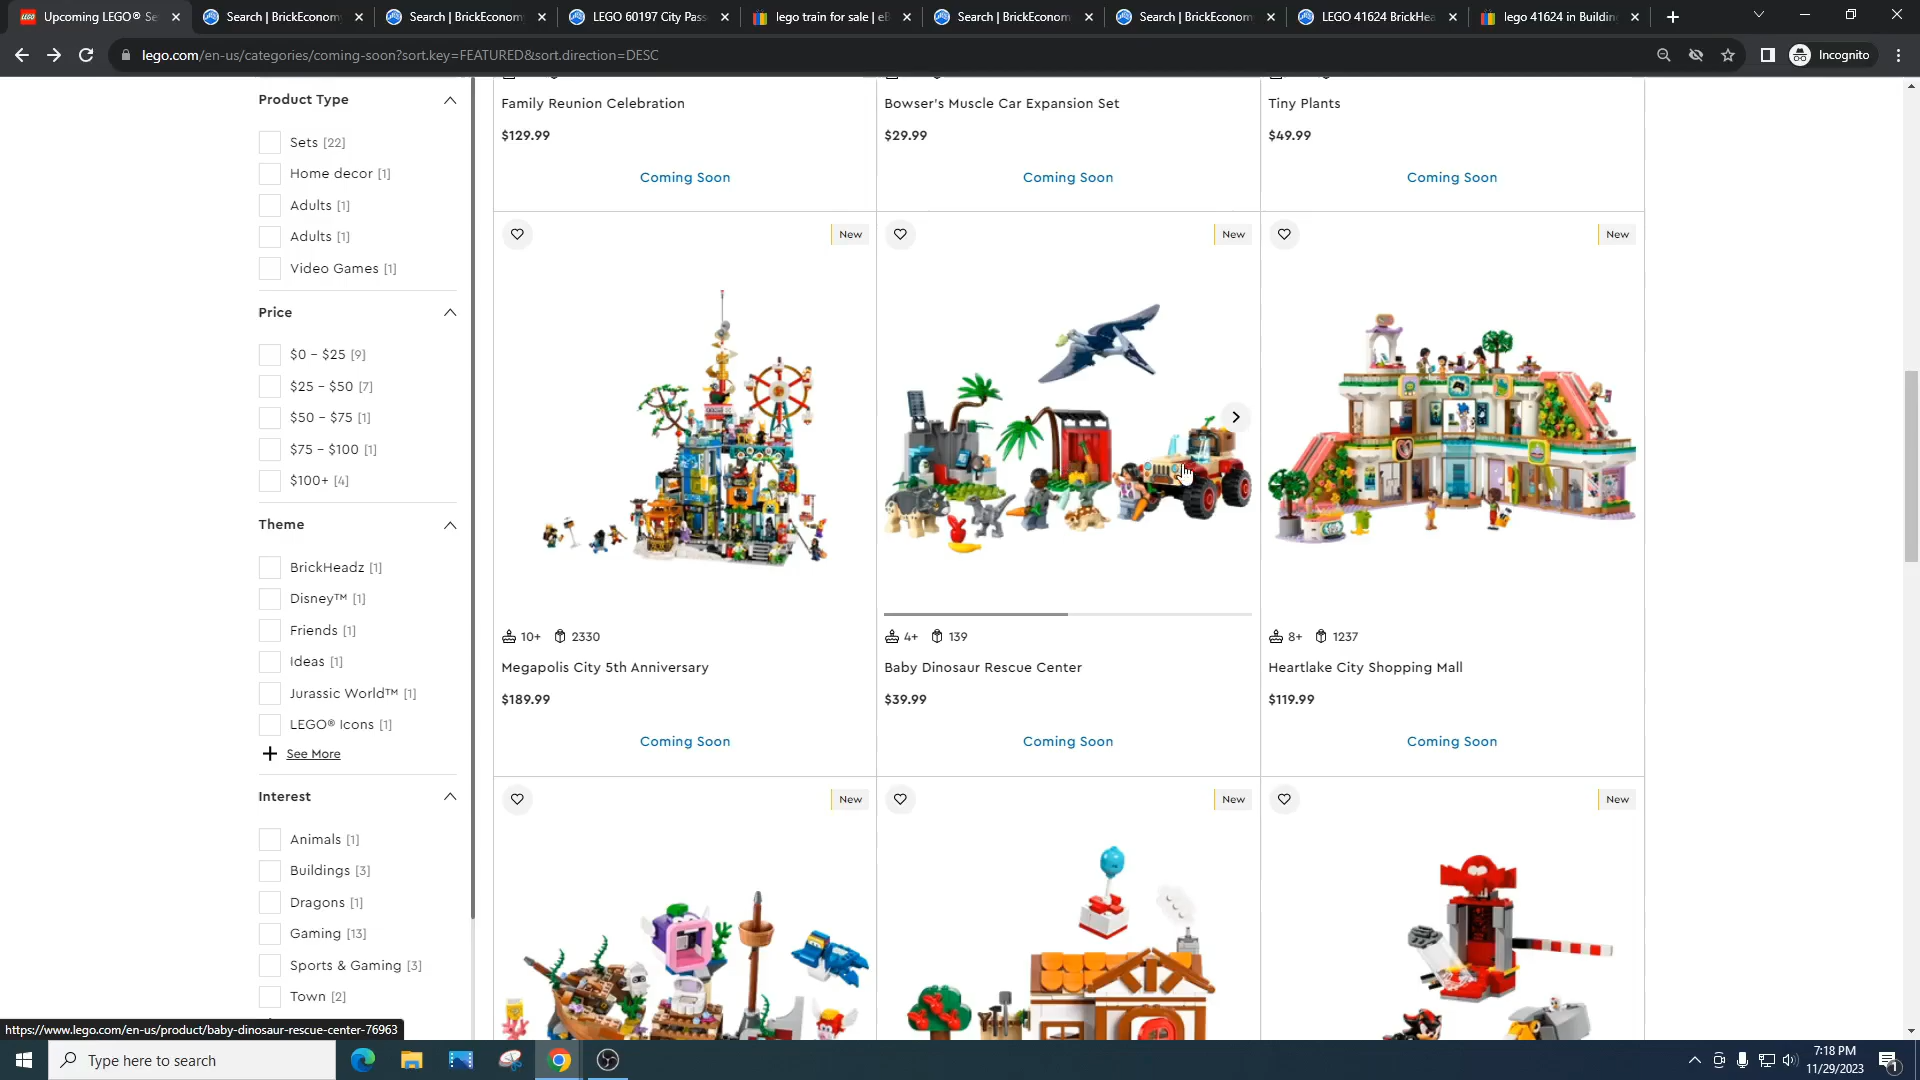 Upcoming LEGO® Se
Search | BrickEconom
Search | BrickEconom
LEGO 60197 City Pass
lego train for sale | eB
Search | BrickEconom
Search | BrickEconom
LEGO 41624 BrickHea
lego 41624 in Building
lego.com/en-us/categories/coming-soon?sort.key=FEATURED&sort.direction=DESC
Incognito
Product Type
Sets [22]
Home decor [1]
Adults [1]
Adults [1]
Video Games [1]
Price
$0 - $25 [9]
$25 - $50 [7]
$50 - $75 [1]
$75 - $100 [1]
$100+ [4]
Theme
BrickHeadz [1]
Disney™ [1]
Friends [1]
Ideas [1]
Jurassic World™ [1]
LEGO® Icons [1]
See More
Interest
Animals [1]
Buildings [3]
Dragons [1]
Gaming [13]
Sports & Gaming [3]
Town [2]
Family Reunion Celebration
$129.99
Coming Soon
Bowser's Muscle Car Expansion Set
$29.99
Coming Soon
Tiny Plants
$49.99
Coming Soon
New
10+ 2330
Megapolis City 5th Anniversary
$189.99
Coming Soon
New
4+ 139
Baby Dinosaur Rescue Center
$39.99
Coming Soon
New
8+ 1237
Heartlake City Shopping Mall
$119.99
Coming Soon
New
New
New
https://www.lego.com/en-us/product/baby-dinosaur-rescue-center-76963
Type here to search
7:18 PM
11/29/2023
1